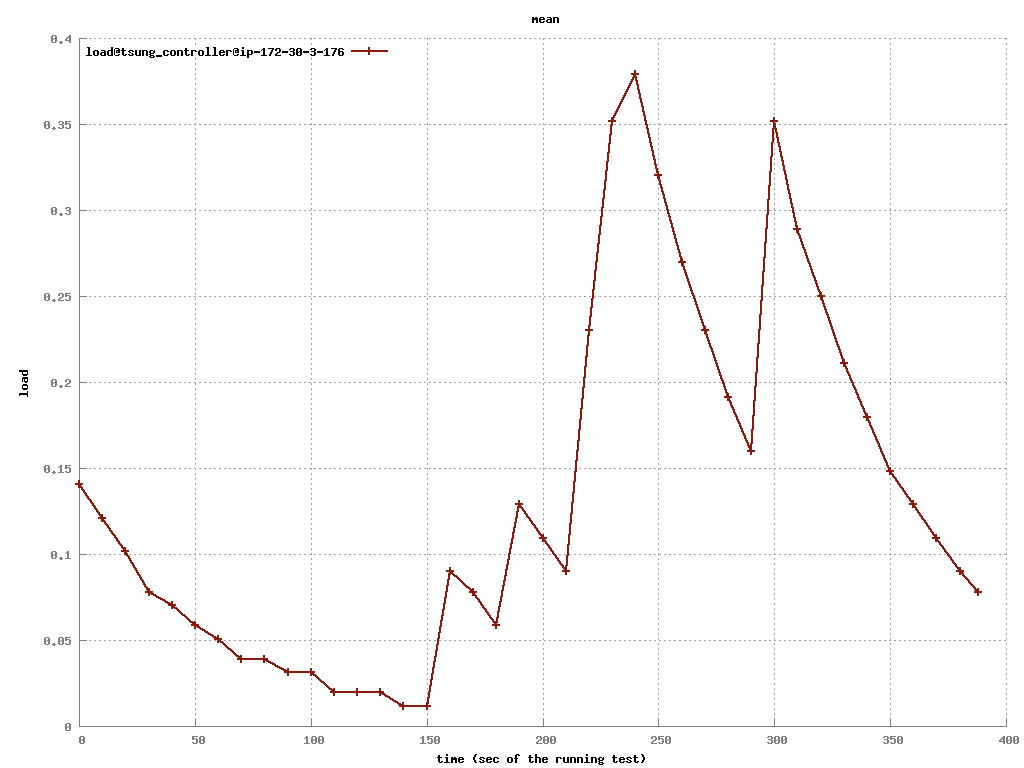 mean
load@tsung_controller@ip-172-30-3-176
0.4
0.35
0.3
0.25
0.2
0.15
0.1
0.05
0
load
0 50 100 150 200 250 300 350 400
time (sec of the running test)